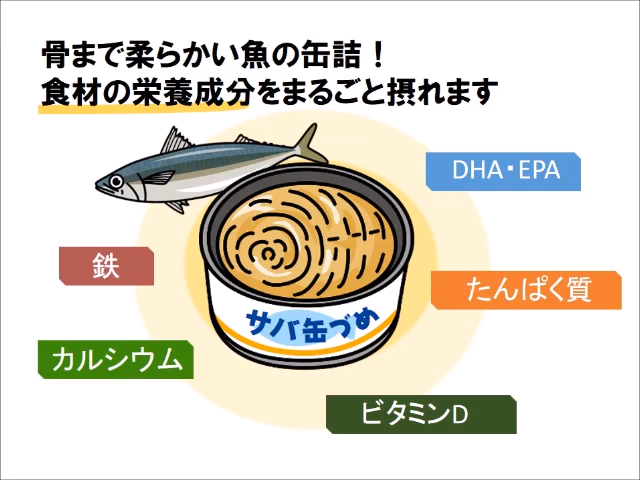 骨まで柔らかい魚の缶詰！
食材の栄養成分をまるごと摂れます
DHA・EPA
鉄
たんぱく質
サバ缶づめ
カルシウム
ビタミンD